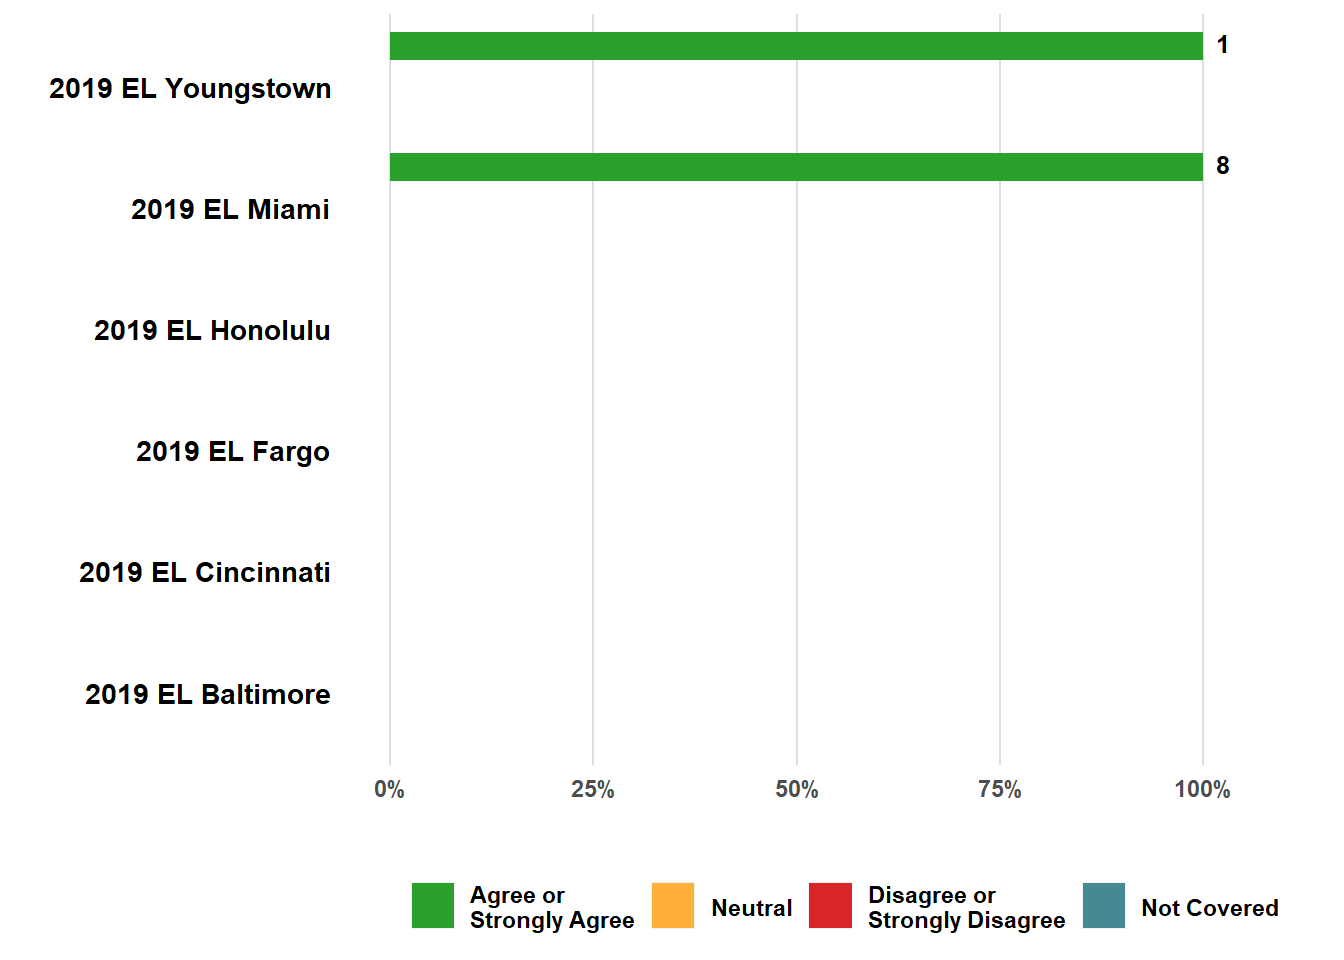 1
2019 EL Youngstown
8
2019 EL Miami
2019 EL Honolulu
2019 EL Fargo
2019 EL Cincinnati
2019 EL Baltimore
0% 25% 50% 75% 100%
Agree or
Strongly Agree
Neutral
Disagree or
Strongly Disagree
Not Covered